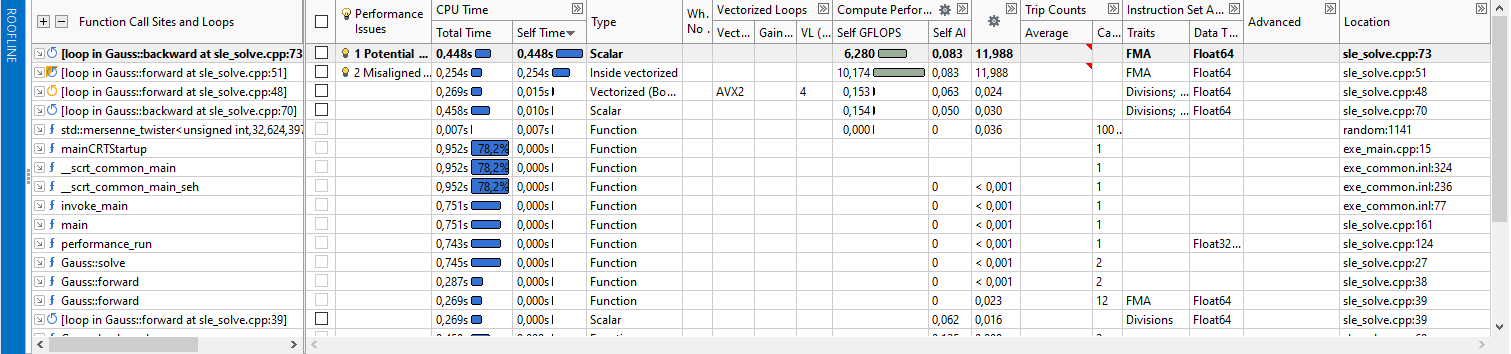 ROOFLINE
Function Call Sites and Loops Performance Issues CPU Time Type Wh... No ... Vectorized Loops Compute Perfor... Trip Counts Instruction Set A... Advanced Location
Total Time Self Time Vect... Gain... VL (... Self GFLOPS Self AI Average Ca... Traits Data T...
[loop in Gauss::backward at sle_solve.cpp:73 1 Potential ... 0,448s 0,448s Scalar 6,280 0,083 11,988 FMA Float64 sle_solve.cpp:73
[loop in Gauss::forward at sle_solve.cpp:51] 2 Misaligned ... 0,254s 0,254s Inside vectorized 10,174 0,083 11,988 FMA Float64 sle_solve.cpp:51
[loop in Gauss::forward at sle_solve.cpp:48] 0,269s 0,015s Vectorized (Bo... AVX2 4 0,153 0,063 0,024 Divisions; ... Float64 sle_solve.cpp:48
[loop in Gauss::backward at sle_solve.cpp:70] 0,458s 0,010s Scalar 0,154 0,050 0,030 Divisions; ... Float64 sle_solve.cpp:70
std::mersenne_twister<unsigned int,32,624,397 0,007s 0,007s Function 0,000 0 0,036 100... random:1141
mainCRTStartup 0,952s 78,2% 0,000s Function 1 exe_main.cpp:15
__scrt_common_main 0,952s 78,2% 0,000s Function 1 exe_common.inl:324
__scrt_common_main_seh 0,952s 78,2% 0,000s Function 0 < 0,001 1 exe_common.inl:236
invoke_main 0,751s 0,000s Function 0 < 0,001 1 exe_common.inl:77
main 0,751s 0,000s Function 0 < 0,001 1 sle_solve.cpp:161
performance_run 0,743s 0,000s Function 0 < 0,001 1 Float32... sle_solve.cpp:124
Gauss::solve 0,745s 0,000s Function 0 < 0,001 2 sle_solve.cpp:27
Gauss::forward 0,287s 0,000s Function 0 < 0,001 2 sle_solve.cpp:38
Gauss::forward 0,269s 0,000s Function 0 0,023 12 FMA Float64 sle_solve.cpp:39
[loop in Gauss::forward at sle_solve.cpp:39] 0,269s 0,000s Scalar 0,062 0,016 Divisions Float64 sle_solve.cpp:39